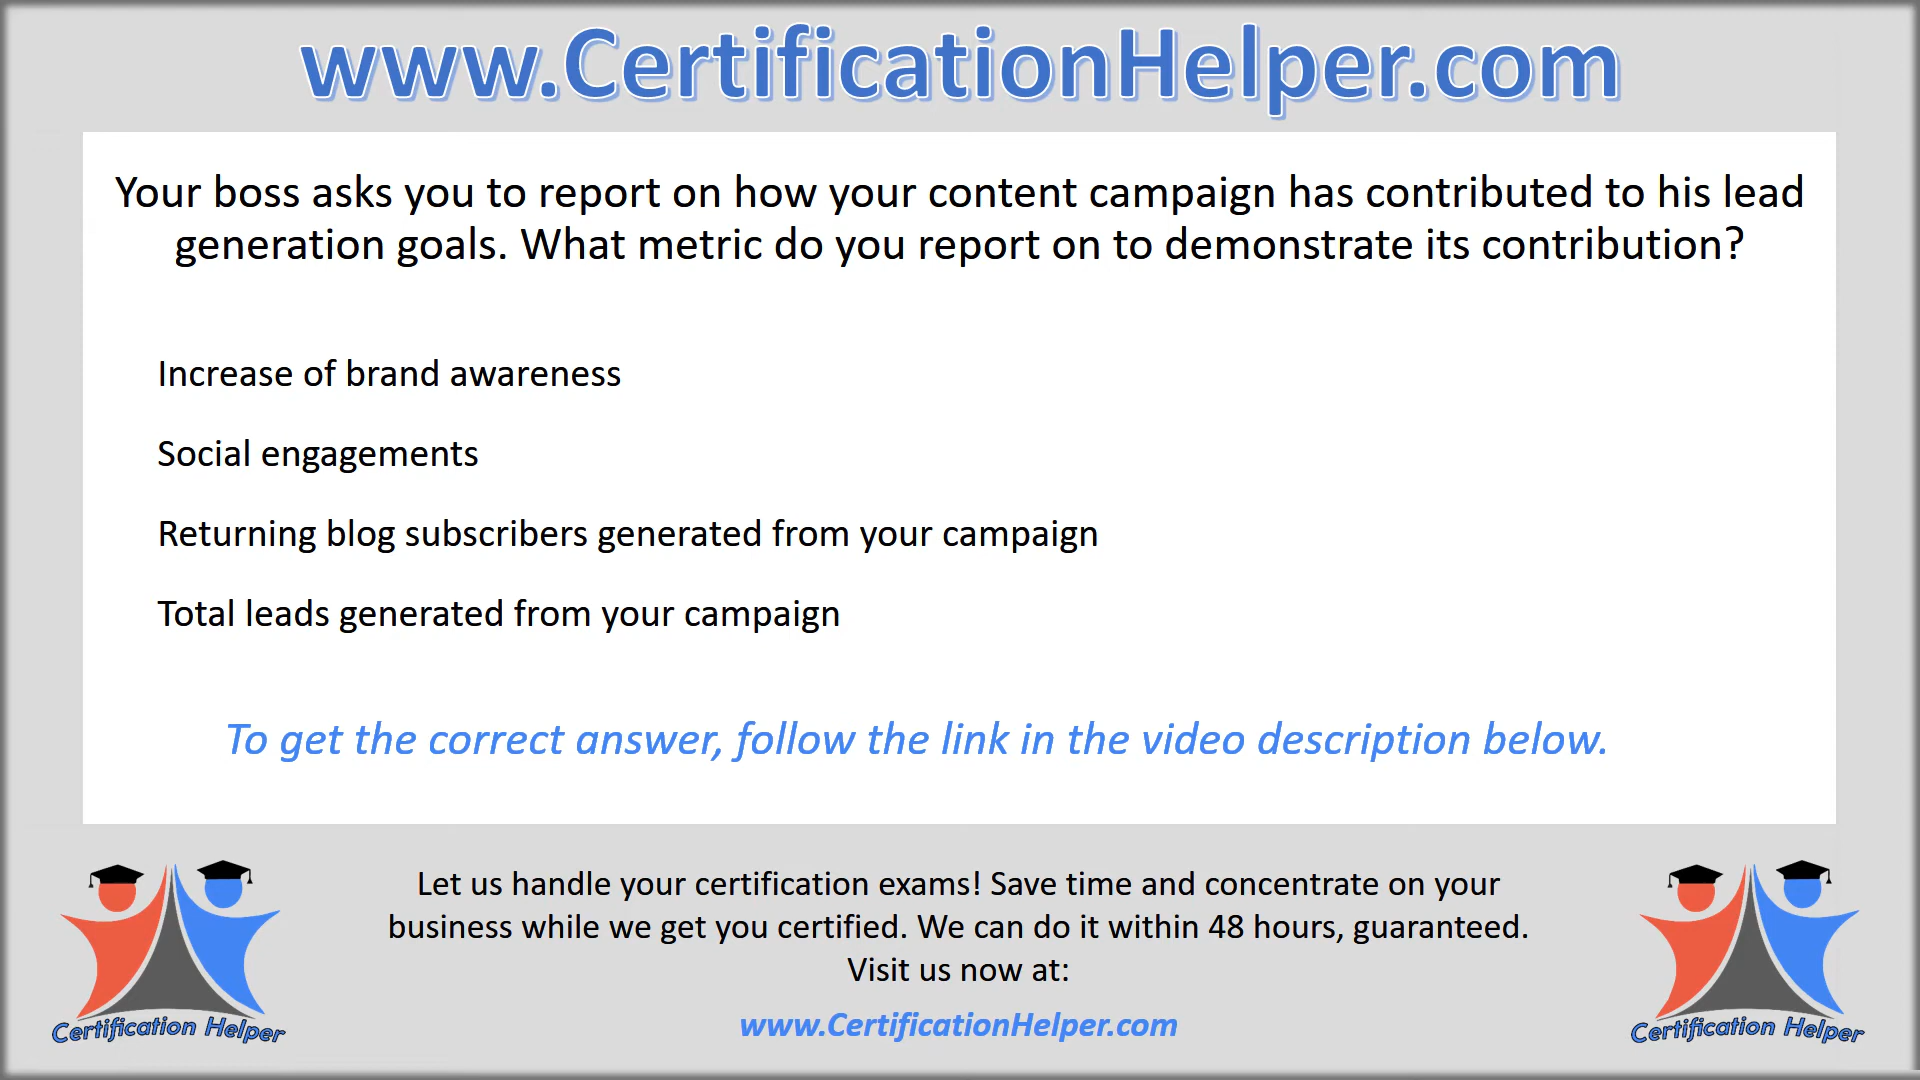 www.CertificationHelper.com
Your boss asks you to report on how your content campaign has contributed to his lead
generation goals. What metric do you report on to demonstrate its contribution?
Increase of brand awareness
Social engagements
Returning blog subscribers generated from your campaign
Total leads generated from your campaign
To get the correct answer, follow the link in the video description below.
Let us handle your certification exams! Save time and concentrate on your
business while we get you certified. We can do it within 48 hours, guaranteed.
Visit us now at:
www.CertificationHelper.com
Certification Helper
Certification Helper